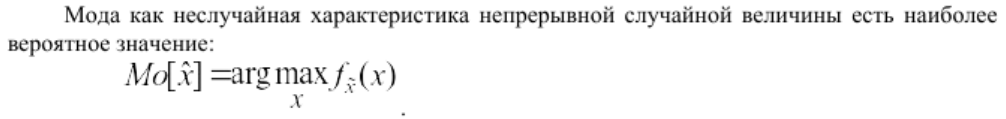 Мода как неслучайная характеристика непрерывной случайной величины есть наиболее
вероятное значение:
Mo[x̂]=arg max f_x̂(x)
x
.